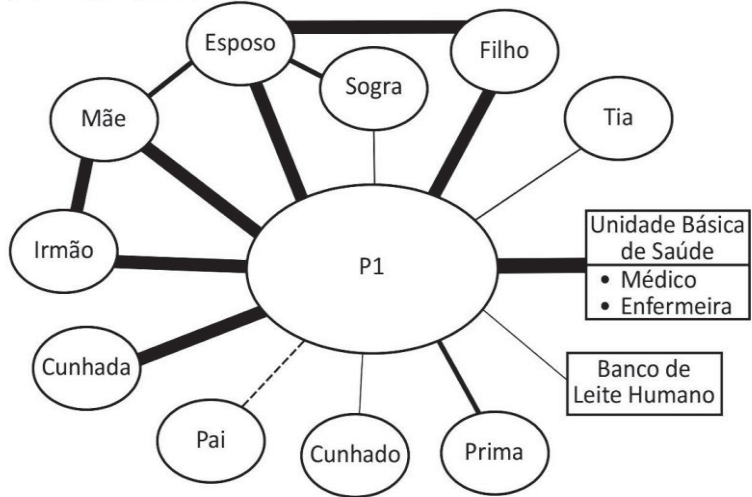 Esposo
Filho
Sogra
Mãe
Tia
Unidade Básica
de Saúde
• Médico
• Enfermeira
Irmão
P1
Cunhada
Banco de
Leite Humano
Pai
Cunhado
Prima